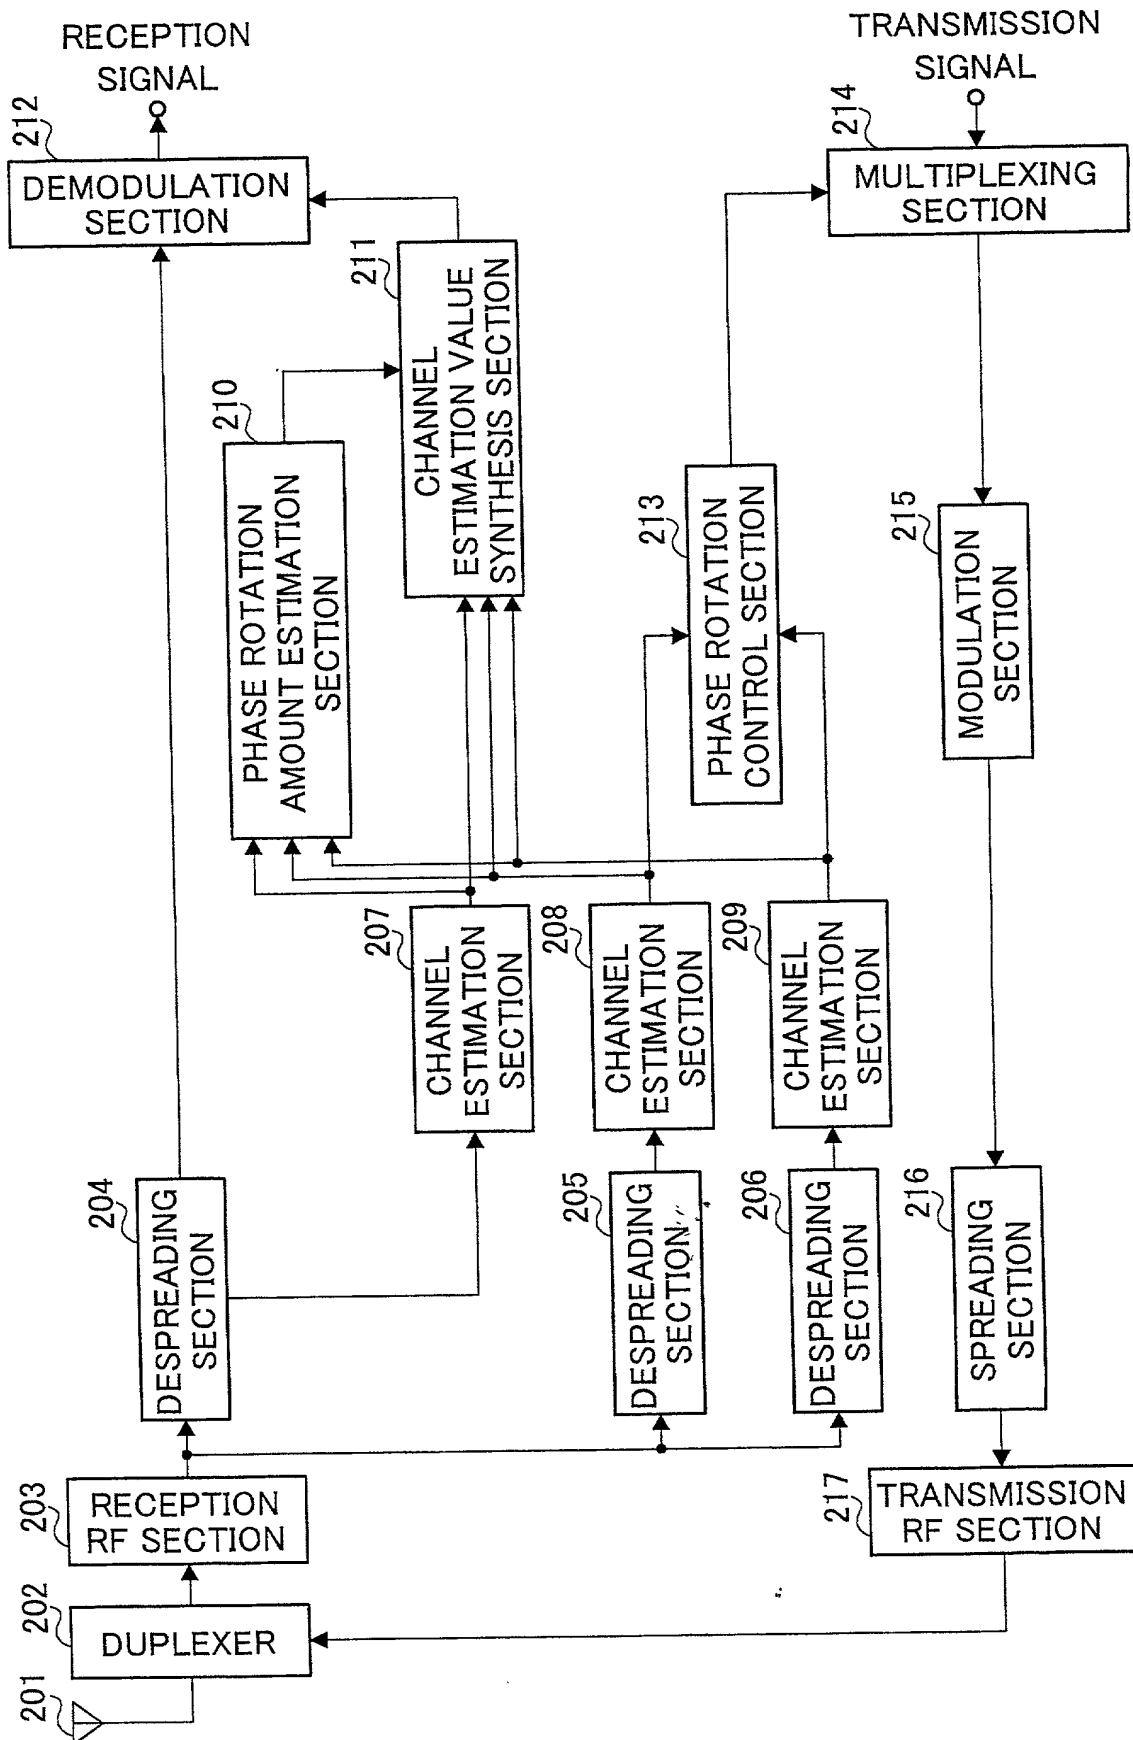 RECEPTION
SIGNAL
TRANSMISSION
SIGNAL
212
DEMODULATION
SECTION
214
MULTIPLEXING
SECTION
211
CHANNEL
ESTIMATION VALUE
SYNTHESIS SECTION
210
PHASE ROTATION
AMOUNT ESTIMATION
SECTION
213
PHASE ROTATION
CONTROL SECTION
215
MODULATION
SECTION
207
CHANNEL
ESTIMATION
SECTION
208
CHANNEL
ESTIMATION
SECTION
209
CHANNEL
ESTIMATION
SECTION
204
DESPREADING
SECTION
205
DESPREADING
SECTION
206
DESPREADING
SECTION
216
SPREADING
SECTION
203
RECEPTION
RF SECTION
217
TRANSMISSION
RF SECTION
202
DUPLEXER
201